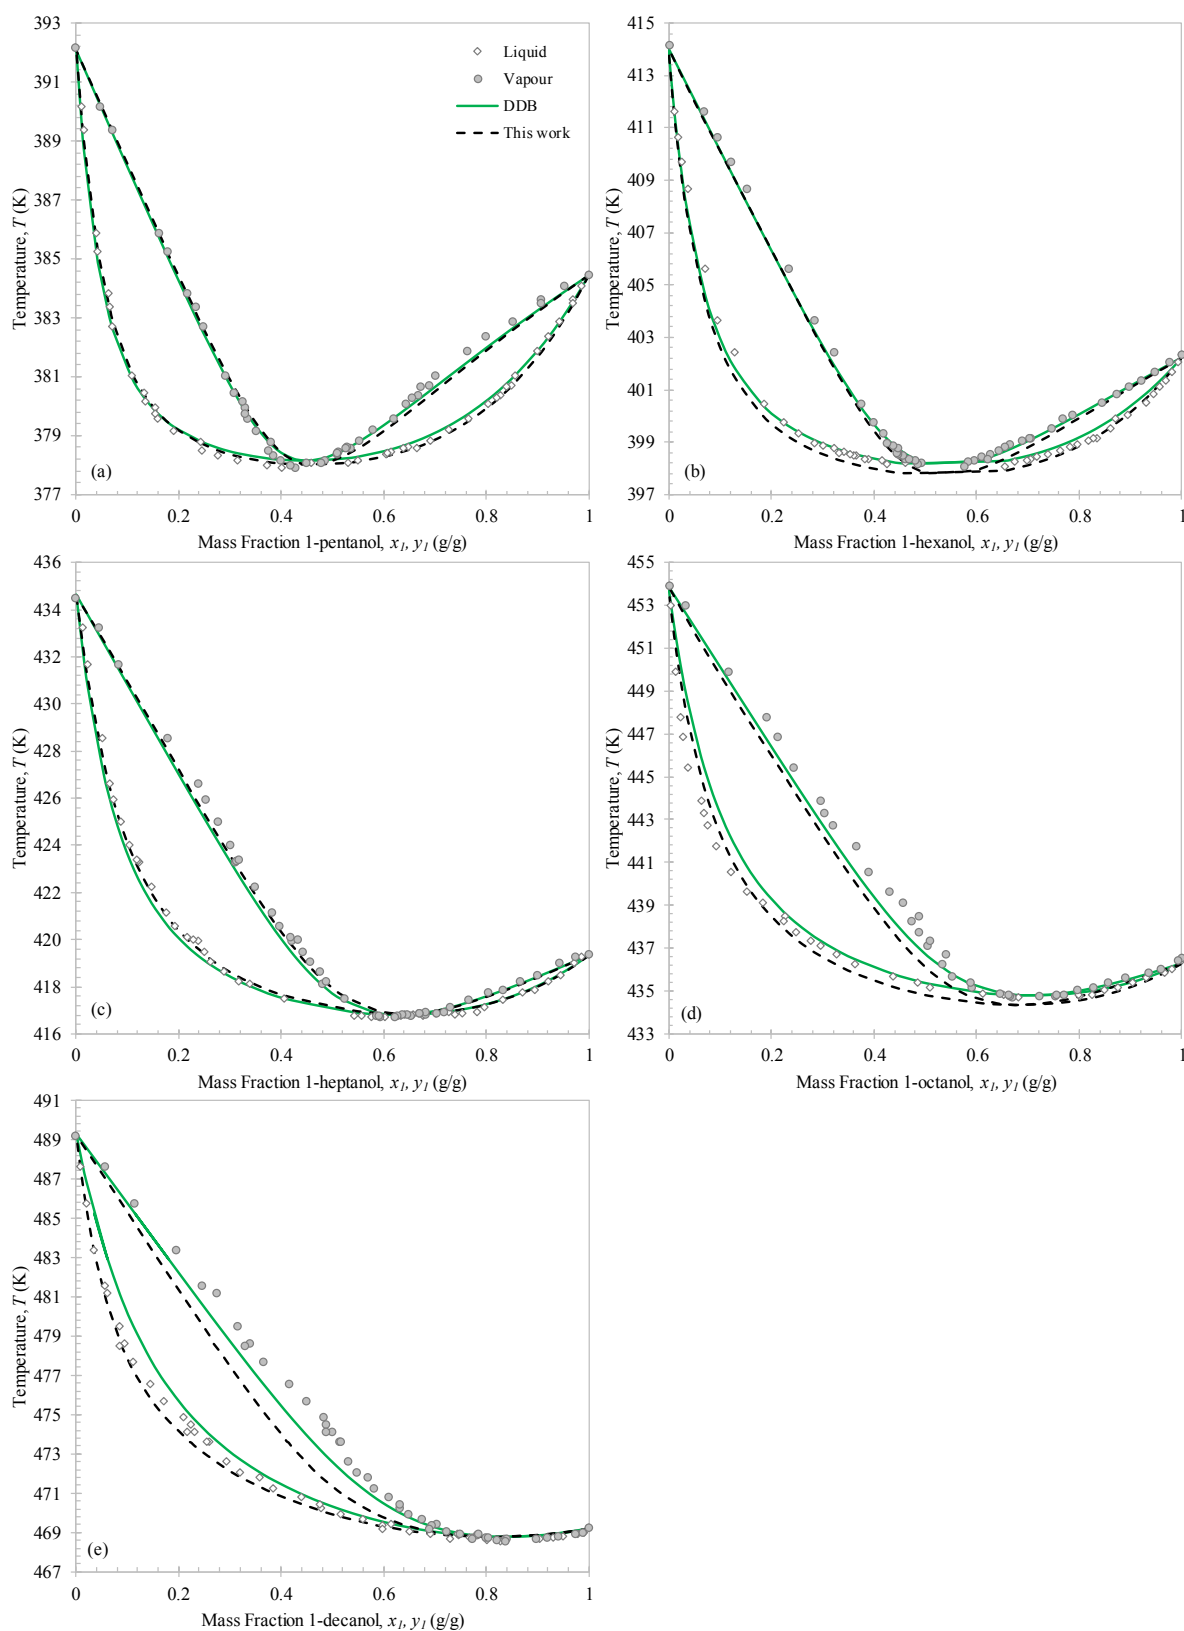 393
391
389
387
385
383
381
379
377
Temperature, T (K)
Liquid
Vapour
DDB
This work
(a)
0 0.2 0.4 0.6 0.8 1
Mass Fraction 1-pentanol, x1, y1 (g/g)
415
413
411
409
407
405
403
401
399
397
Temperature, T (K)
(b)
0 0.2 0.4 0.6 0.8 1
Mass Fraction 1-hexanol, x1, y1 (g/g)
436
434
432
430
428
426
424
422
420
418
416
Temperature, T (K)
(c)
0 0.2 0.4 0.6 0.8 1
Mass Fraction 1-heptanol, x1, y1 (g/g)
455
453
451
449
447
445
443
441
439
437
435
433
Temperature, T (K)
(d)
0 0.2 0.4 0.6 0.8 1
Mass Fraction 1-octanol, x1, y1 (g/g)
491
489
487
485
483
481
479
477
475
473
471
469
467
Temperature, T (K)
(e)
0 0.2 0.4 0.6 0.8 1
Mass Fraction 1-decanol, x1, y1 (g/g)